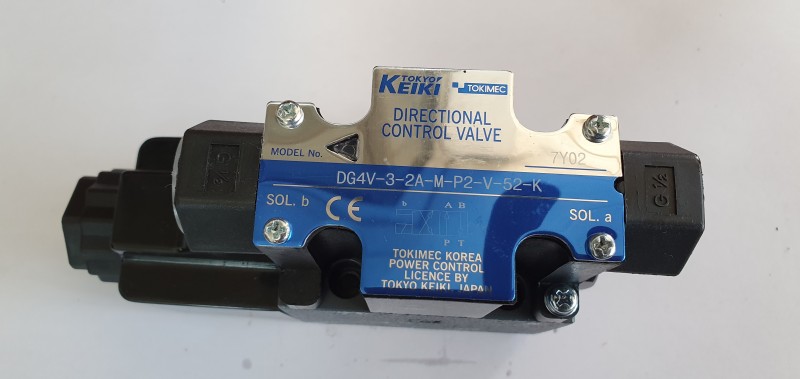 TOKYO
KEIKI TOKIMEC
DIRECTIONAL
CONTROL VALVE
MODEL No. 7Y02
DG4V-3-2A-M-P2-V-52-K
SOL. b CE b A B SOL. a
P T
TOKIMEC KOREA
POWER CONTROL
LICENCE BY
TOKYO KEIKI JAPAN